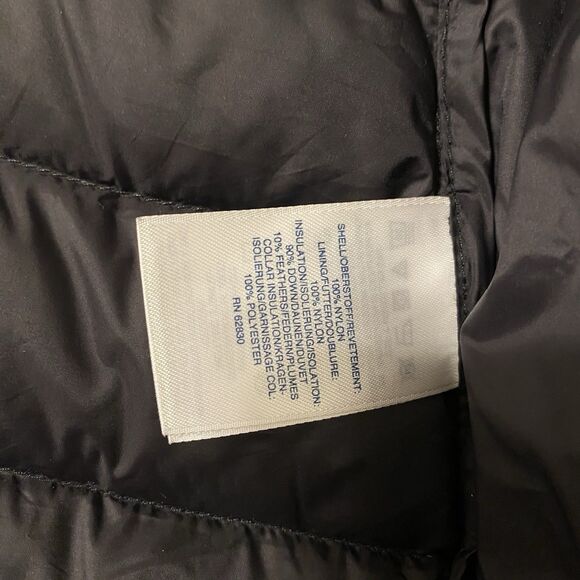 SHELL/OBERSTOFF/REVETEMENT:
100% NYLON
LINING/FUTTER/DOUBLURE:
100% NYLON
INSULATION/ISOLIERUNG/ISOLATION:
90% DOWN/DAUNEN/DUVET
10% FEATHERS/FEDERN/PLUMES
COLLAR INSULATION/KRAGEN-
ISOLIERUNG/GARNISSAGE COL:
100% POLYESTER
RN 62830